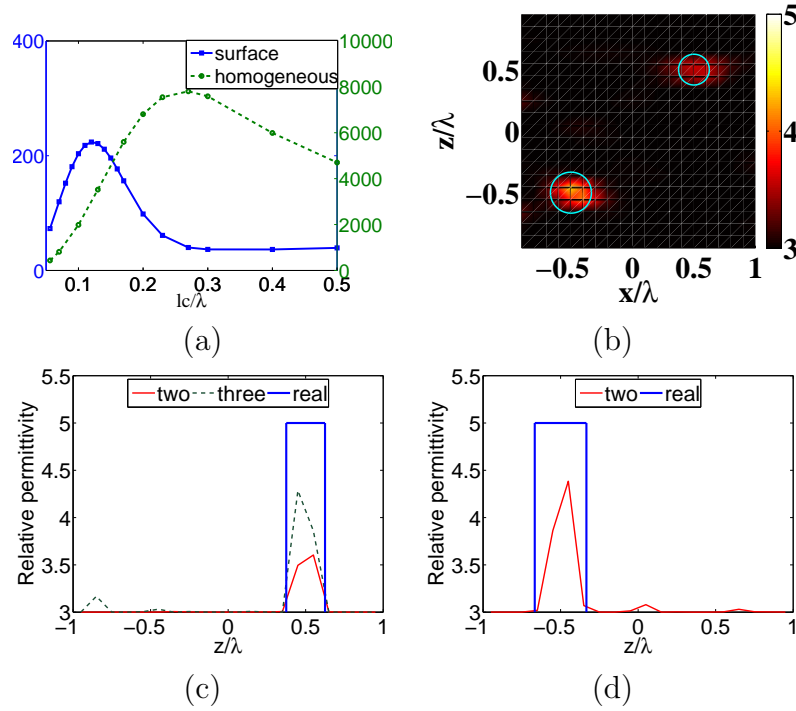 400
200
0
surface
homogeneous
10000
8000
6000
4000
2000
0
0.1
0.2
0.3
0.4
0.5
lc/λ
(a)
z/λ
0.5
0
−0.5
−0.5
0
0.5
1
x/λ
5
4
3
(b)
Relative permittivity
5.5
5
4.5
4
3.5
3
two
three
real
−1
−0.5
0
0.5
1
z/λ
(c)
Relative permittivity
5.5
5
4.5
4
3.5
3
two
real
−1
−0.5
0
0.5
1
z/λ
(d)